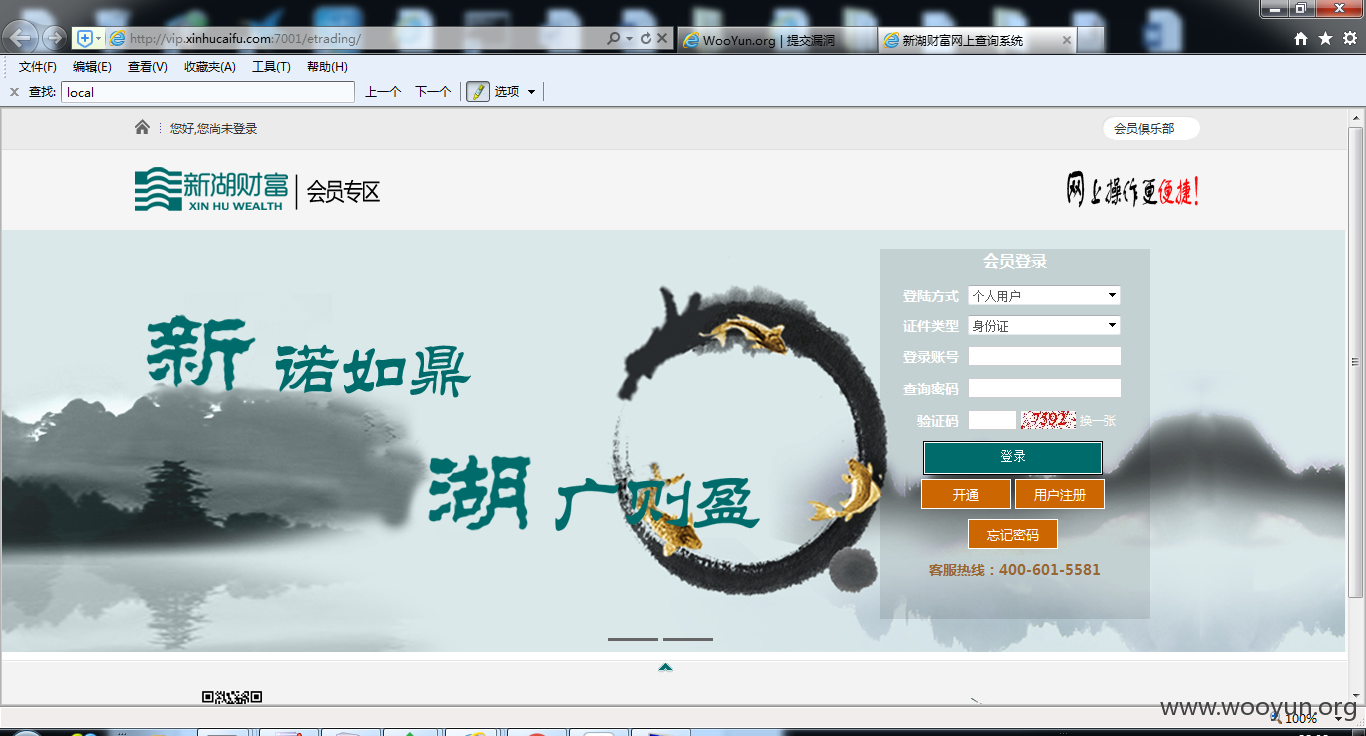 http://vip.xinhucaifu.com:7001/etrading/
WooYun.org | 提交漏洞
新湖财富网上查询系统
文件(F) 编辑(E) 查看(V) 收藏夹(A) 工具(T) 帮助(H)
查找: local 上一个 下一个 选项
您好,您尚未登录
会员俱乐部
新湖财富 | 会员专区
XIN HU WEALTH
网上操作更便捷!
会员登录
登陆方式 个人用户
证件类型 身份证
登录账号
查询密码
验证码 7592 换一张
登录
开通 用户注册
忘记密码
客服热线：400-601-5581
新诺如鼎
湖广则盈
www.wooyun.org
100%